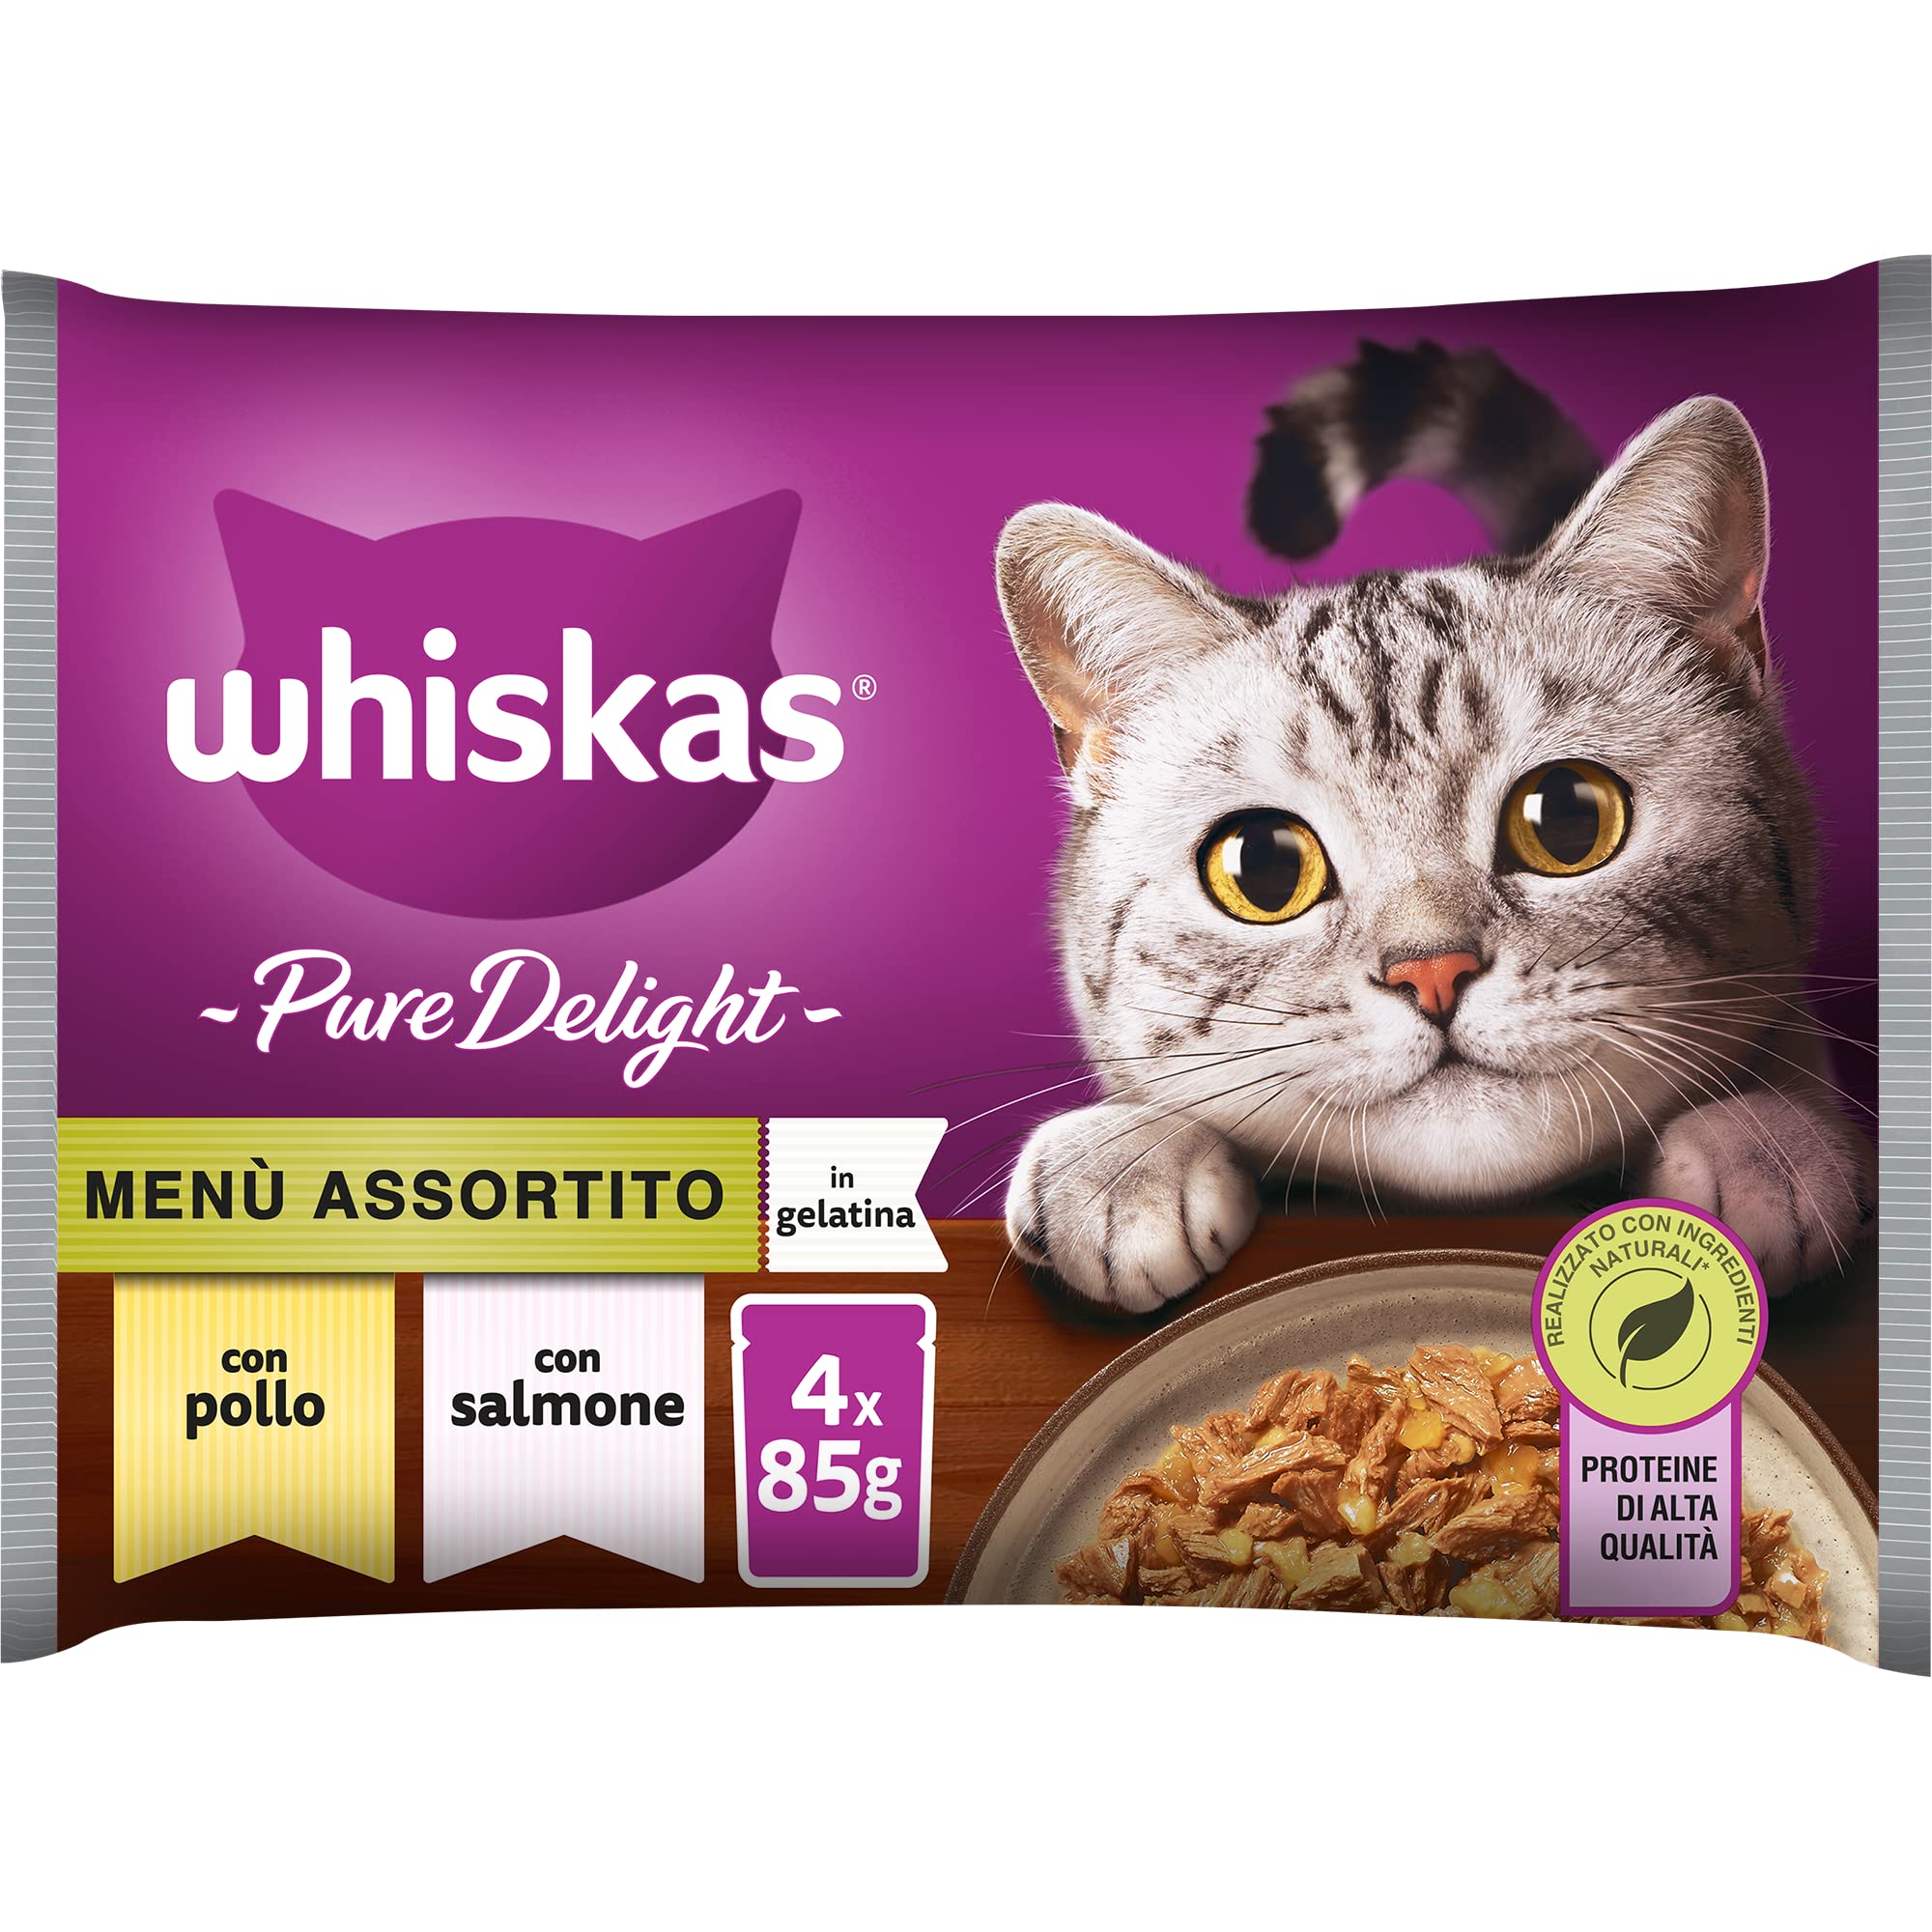 whiskas®
~Pure Delight~
MENÙ ASSORTITO
in
gelatina
con
pollo
con
salmone
4x
85g
REALIZZATO CON INGREDIENTI
NATURALI*
PROTEINE
DI ALTA
QUALITÀ